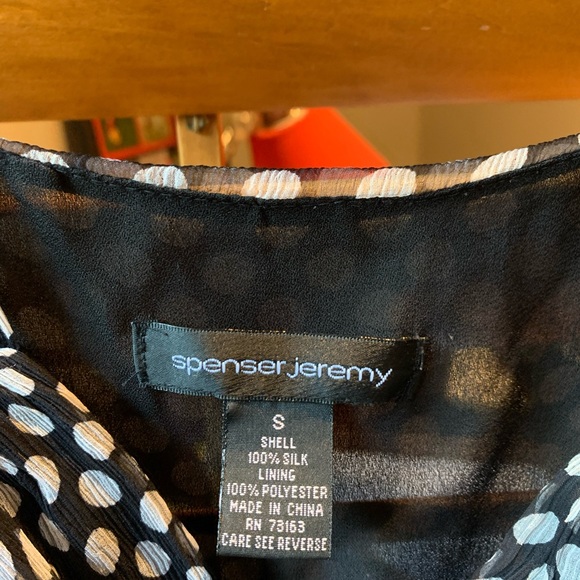 spenserjeremy
S
SHELL
100% SILK
LINING
100% POLYESTER
MADE IN CHINA
RN 73163
CARE SEE REVERSE